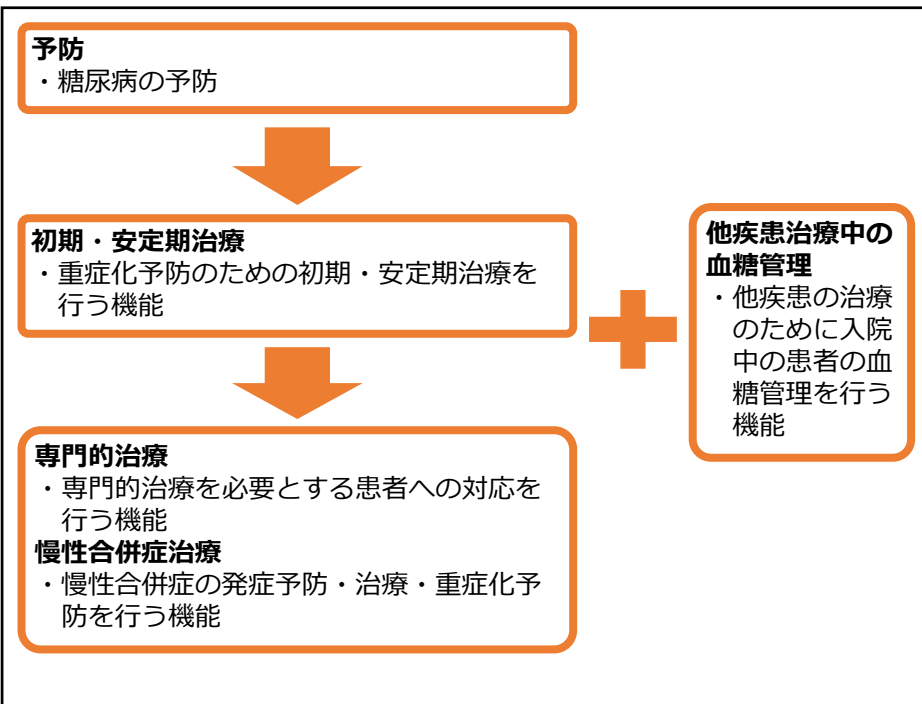 予防
・糖尿病の予防
初期・安定期治療
・重症化予防のための初期・安定期治療を
行う機能
専門的治療
・専門的治療を必要とする患者への対応を
行う機能
慢性合併症治療
・慢性合併症の発症予防・治療・重症化予
防を行う機能
他疾患治療中の
血糖管理
・他疾患の治療
のために入院
中の患者の血
糖管理を行う
機能